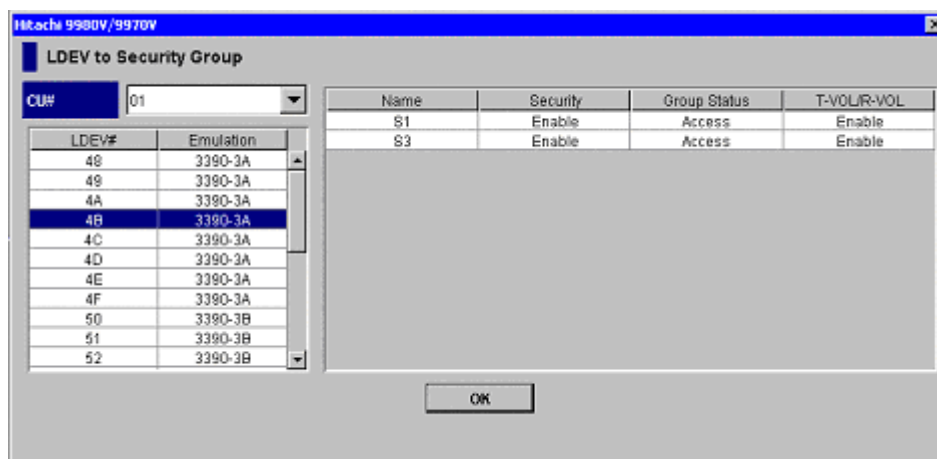 Hitachi 9980V/9970V
LDEV to Security Group
CU# 01
LDEV# Emulation
48 3390-3A
49 3390-3A
4A 3390-3A
4B 3390-3A
4C 3390-3A
4D 3390-3A
4E 3390-3A
4F 3390-3A
50 3390-3B
51 3390-3B
52 3390-3B
Name Security Group Status T-VOL/R-VOL
S1 Enable Access Enable
S3 Enable Access Enable
OK